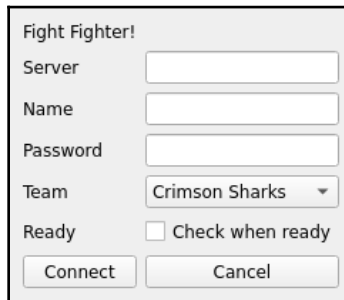 Fight Fighter!
Server
Name
Password
Team Crimson Sharks
Ready Check when ready
Connect Cancel